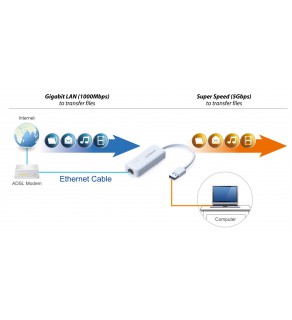 Gigabit LAN (1000Mbps)
to transfer files
Super Speed (5Gbps)
to transfer files
Internet
ADSL Modem
Ethernet Cable
Computer